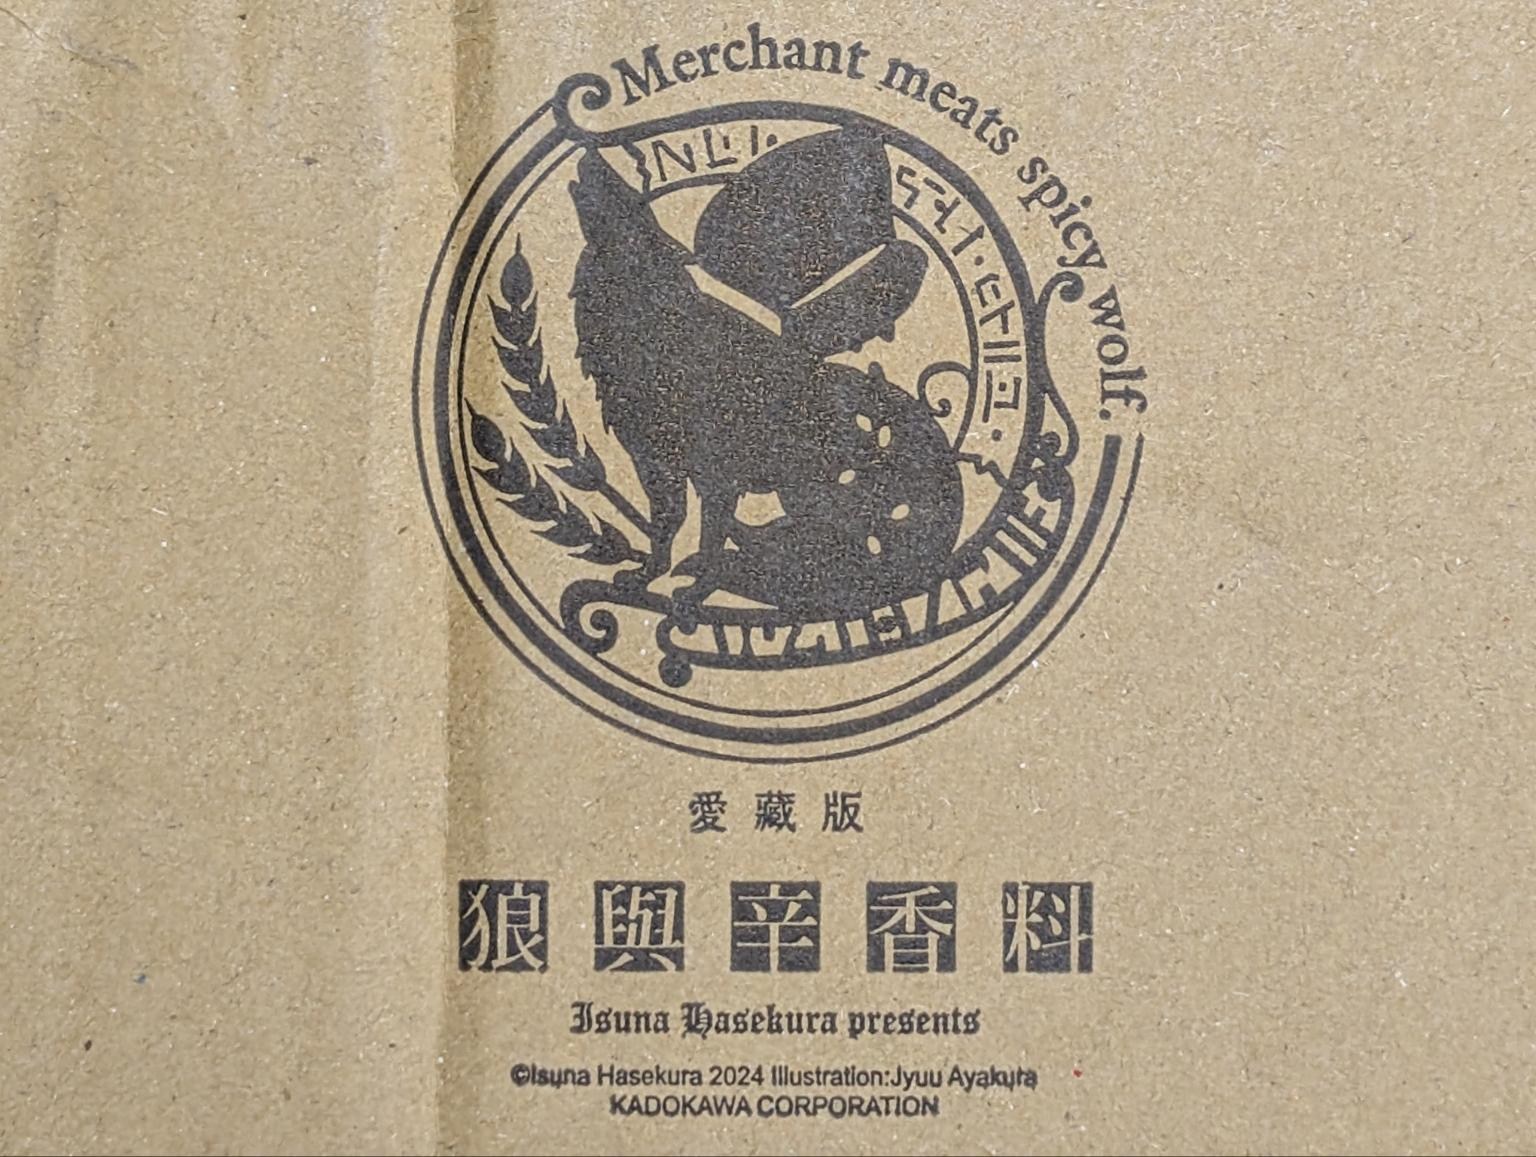 Merchant meats spicy wolf.
愛藏版
狼與辛香料
Isuna Hasekura presents
©Isuna Hasekura 2024 Illustration:Jyuu Ayakura
KADOKAWA CORPORATION